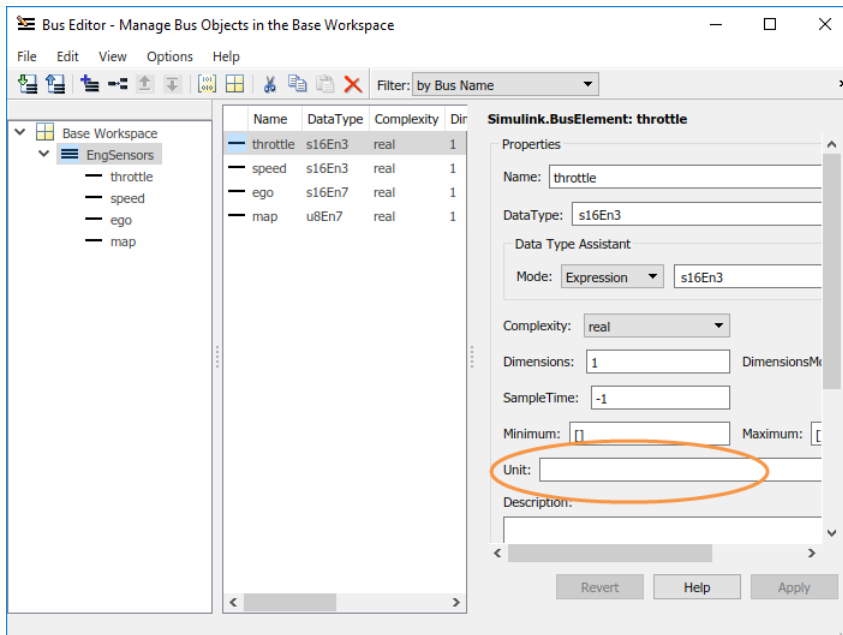 Bus Editor - Manage Bus Objects in the Base Workspace
File Edit View Options Help
Filter: by Bus Name
Base Workspace
EngSensors
throttle
speed
ego
map
Name DataType Complexity Dir
throttle s16En3 real 1
speed s16En3 real 1
ego s16En7 real 1
map u8En7 real 1
Simulink.BusElement: throttle
Properties
Name: throttle
DataType: s16En3
Data Type Assistant
Mode: Expression s16En3
Complexity: real
Dimensions: 1 DimensionsMo
SampleTime: -1
Minimum: [] Maximum: [
Unit:
Description:
Revert Help Apply